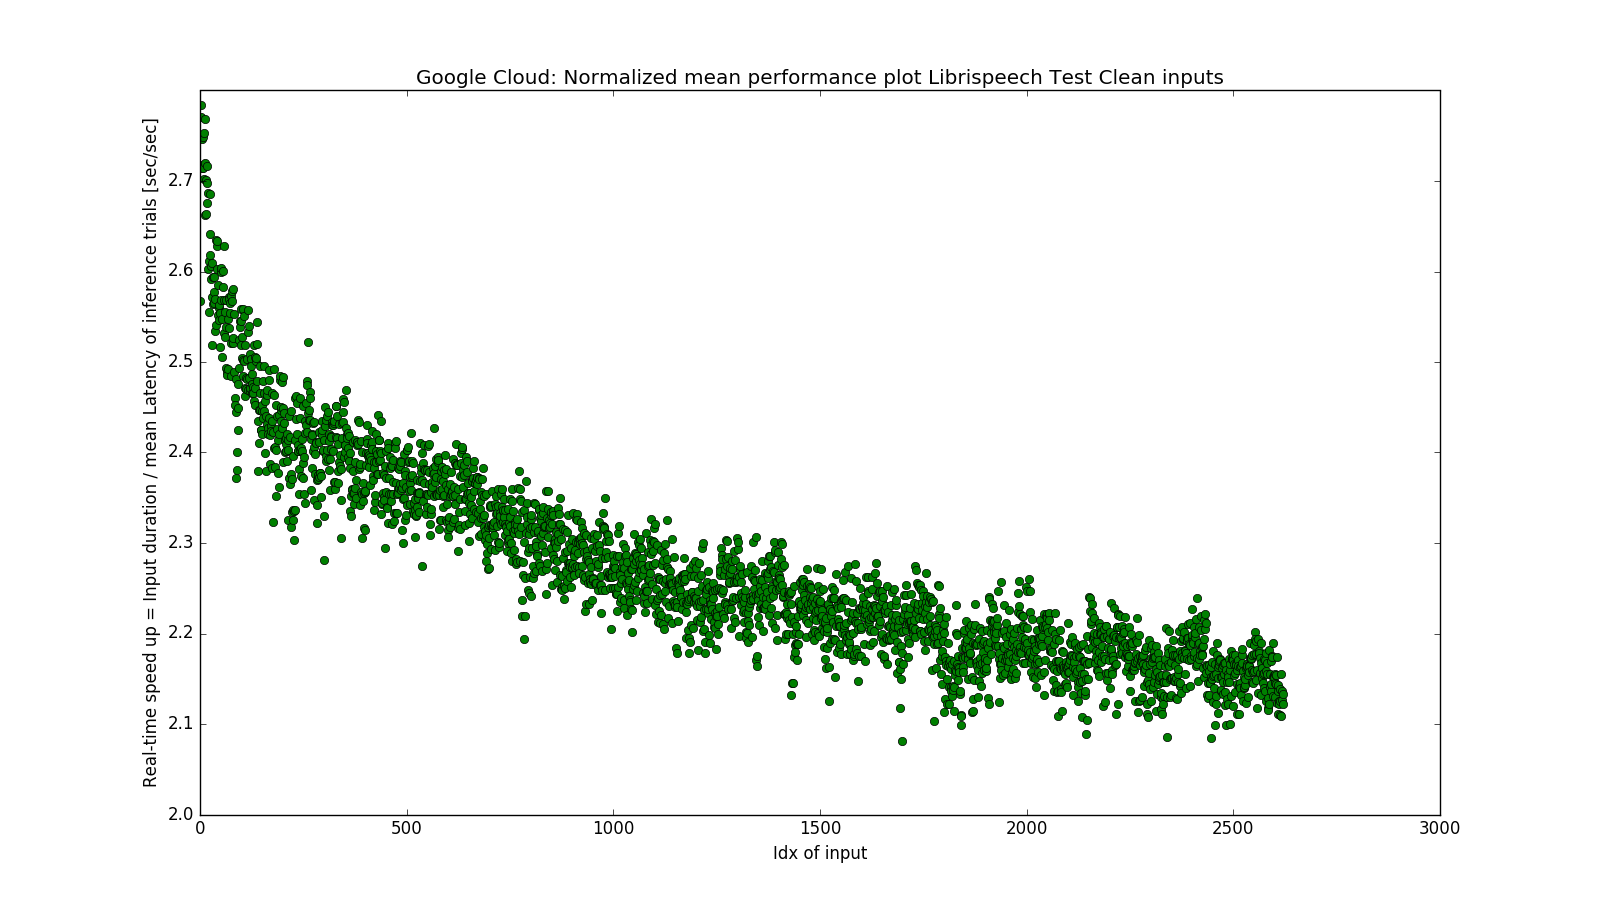 Google Cloud: Normalized mean performance plot Librispeech Test Clean inputs
Real-time speed up = Input duration / mean Latency of inference trials [sec/sec]
2.7
2.6
2.5
2.4
2.3
2.2
2.1
2.0
0 500 1000 1500 2000 2500 3000
Idx of input